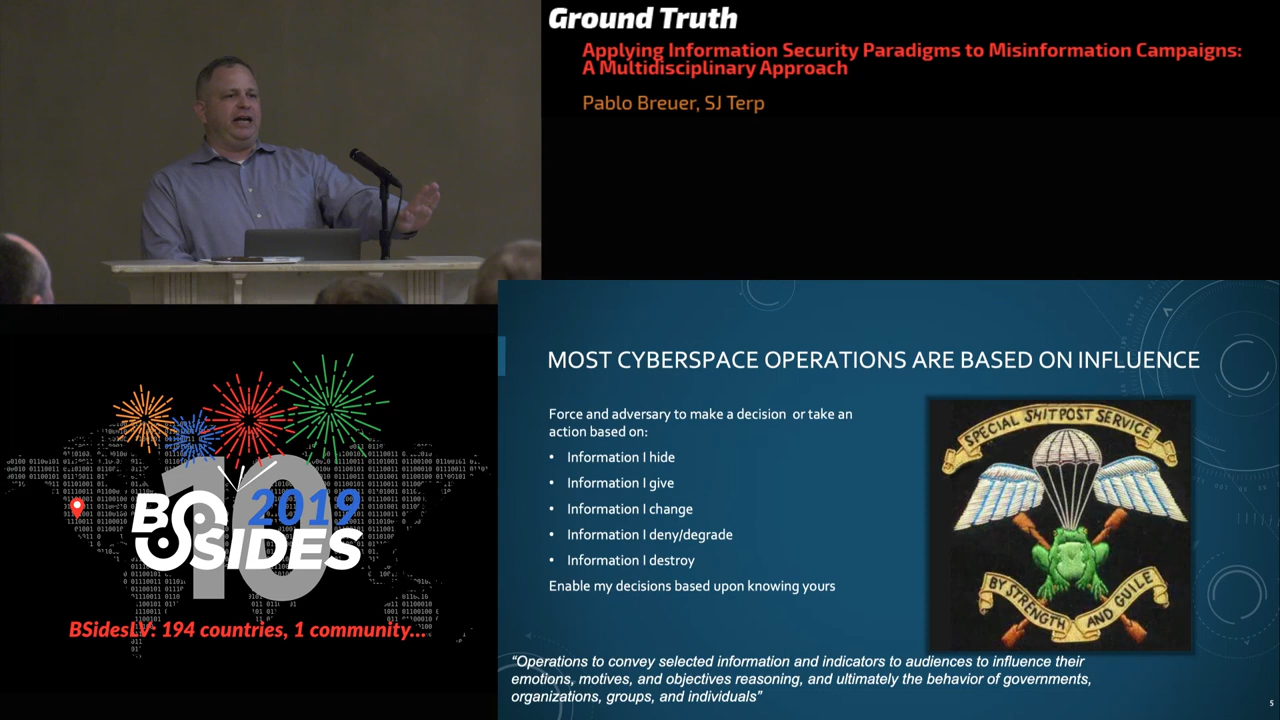 Ground Truth
Applying Information Security Paradigms to Misinformation Campaigns:
A Multidisciplinary Approach
Pablo Breuer, SJ Terp
MOST CYBERSPACE OPERATIONS ARE BASED ON INFLUENCE
Force and adversary to make a decision or take an
action based on:
• Information I hide
• Information I give
• Information I change
• Information I deny/degrade
• Information I destroy
Enable my decisions based upon knowing yours
SPECIAL SHITPOST SERVICE
BY STRENGTH AND GUILE
“Operations to convey selected information and indicators to audiences to influence their
emotions, motives, and objectives reasoning, and ultimately the behavior of governments,
organizations, groups, and individuals”
5
10
2019
BSIDES
BSidesLV: 194 countries, 1 community...